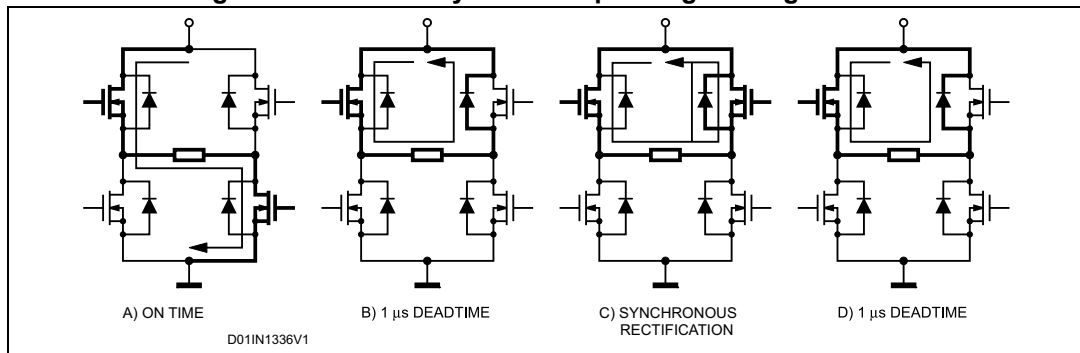 A) ON TIME
B) 1 μs DEADTIME
C) SYNCHRONOUS
RECTIFICATION
D) 1 μs DEADTIME
D01IN1336V1